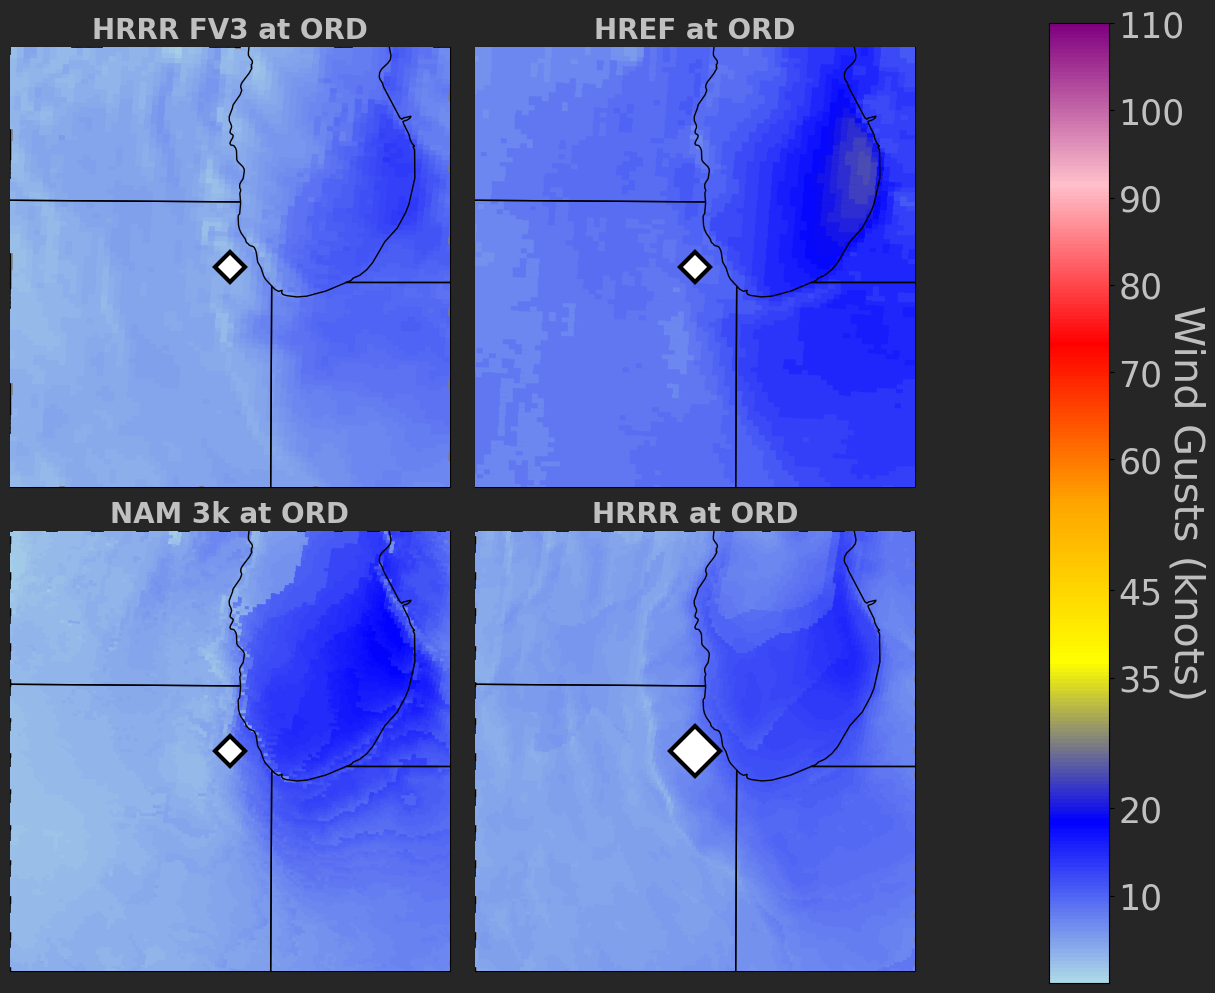 HRRR FV3 at ORD
HREF at ORD
NAM 3k at ORD
HRRR at ORD
110
100
90
80
70
60
45
35
20
10
Wind Gusts (knots)